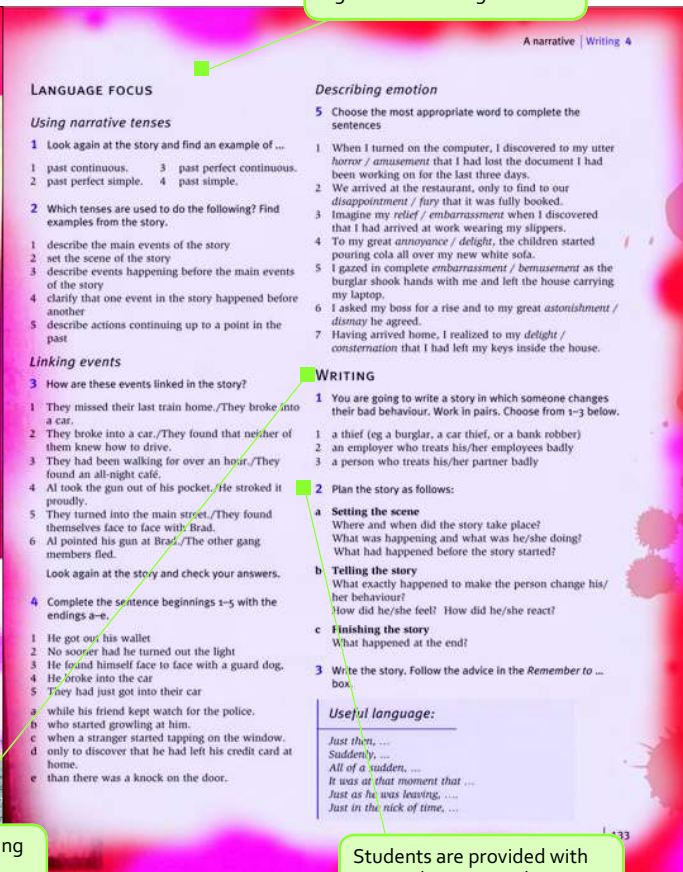 A narrative | Writing 4
LANGUAGE FOCUS
Using narrative tenses
1 Look again at the story and find an example of ...
1 past continuous. 3 past perfect continuous.
2 past perfect simple. 4 past simple.
2 Which tenses are used to do the following? Find
examples from the story.
1 describe the main events of the story
2 set the scene of the story
3 describe events happening before the main events
of the story
4 clarify that one event in the story happened before
another
5 describe actions continuing up to a point in the
past
Linking events
3 How are these events linked in the story?
1 They missed their last train home./They broke into
a car.
2 They broke into a car./They found that neither of
them knew how to drive.
3 They had been walking for over an hour./They
found an all-night café.
4 Al took the gun out of his pocket./He stroked it
proudly.
5 They turned into the main street./They found
themselves face to face with Brad.
6 Al pointed his gun at Brad./The other gang
members fled.
Look again at the story and check your answers.
4 Complete the sentence beginnings 1–5 with the
endings a–e.
1 He got out his wallet
2 No sooner had he turned out the light
3 He found himself face to face with a guard dog,
4 He broke into the car
5 They had just got into their car
a while his friend kept watch for the police.
b who started growling at him.
c when a stranger started tapping on the window.
d only to discover that he had left his credit card at
home.
e than there was a knock on the door.
Describing emotion
5 Choose the most appropriate word to complete the
sentences
1 When I turned on the computer, I discovered to my utter
horror / amusement that I had lost the document I had
been working on for the last three days.
2 We arrived at the restaurant, only to find to our
disappointment / fury that it was fully booked.
3 Imagine my relief / embarrassment when I discovered
that I had arrived at work wearing my slippers.
4 To my great annoyance / delight, the children started
pouring cola all over my new white sofa.
5 I gazed in complete embarrassment / bemusement as the
burglar shook hands with me and left the house carrying
my laptop.
6 I asked my boss for a rise and to my great astonishment /
dismay he agreed.
7 Having arrived home, I realized to my delight /
consternation that I had left my keys inside the house.
WRITING
1 You are going to write a story in which someone changes
their bad behaviour. Work in pairs. Choose from 1–3 below.
1 a thief (eg a burglar, a car thief, or a bank robber)
2 an employer who treats his/her employees badly
3 a person who treats his/her partner badly
2 Plan the story as follows:
a Setting the scene
Where and when did the story take place?
What was happening and what was he/she doing?
What had happened before the story started?
b Telling the story
What exactly happened to make the person change his/
her behaviour?
How did he/she feel? How did he/she react?
c Finishing the story
What happened at the end?
3 Write the story. Follow the advice in the Remember to ...
box.
Useful language:
Just then, ...
Suddenly, ...
All of a sudden, ...
It was at that moment that ...
Just as he was leaving, ....
Just in the nick of time, ...
133
ing
Students are provided with